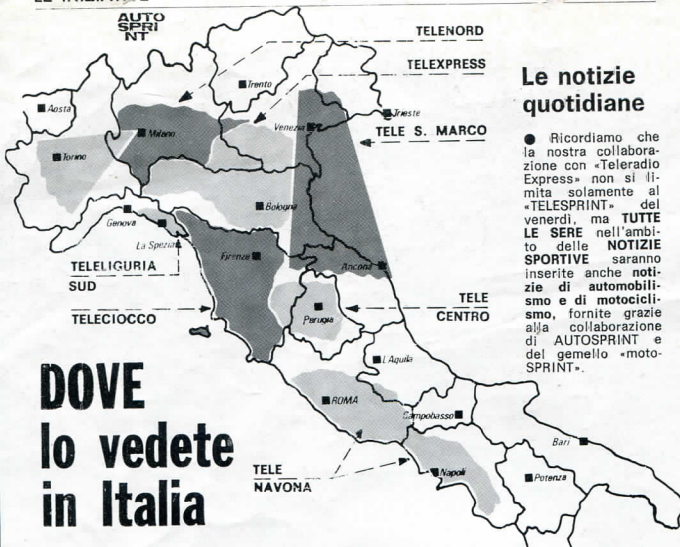 AUTO
SPRI
NT
TELENORD
TELEXPRESS
Trento
Aosta
Milano
Venezia
Trieste
TELE S. MARCO
Torino
Bologna
Genova
La Spezia
Firenze
Ancona
TELELIGURIA
SUD
TELECIOCCO
Perugia
TELE
CENTRO
L'Aquila
ROMA
Campobasso
Bari
Napoli
Potenza
TELE
NAVONA
DOVE
lo vedete
in Italia
Le notizie
quotidiane
● Ricordiamo che
la nostra collabora-
zione con «Teleradio
Express» non si li-
mita solamente al
«TELESPRINT» del
venerdì, ma TUTTE
LE SERE nell'ambi-
to delle NOTIZIE
SPORTIVE saranno
inserite anche noti-
zie di automobili-
smo e di motocicli-
smo, fornite grazie
alla collaborazione
di AUTOSPRINT e
del gemello «moto-
SPRINT».